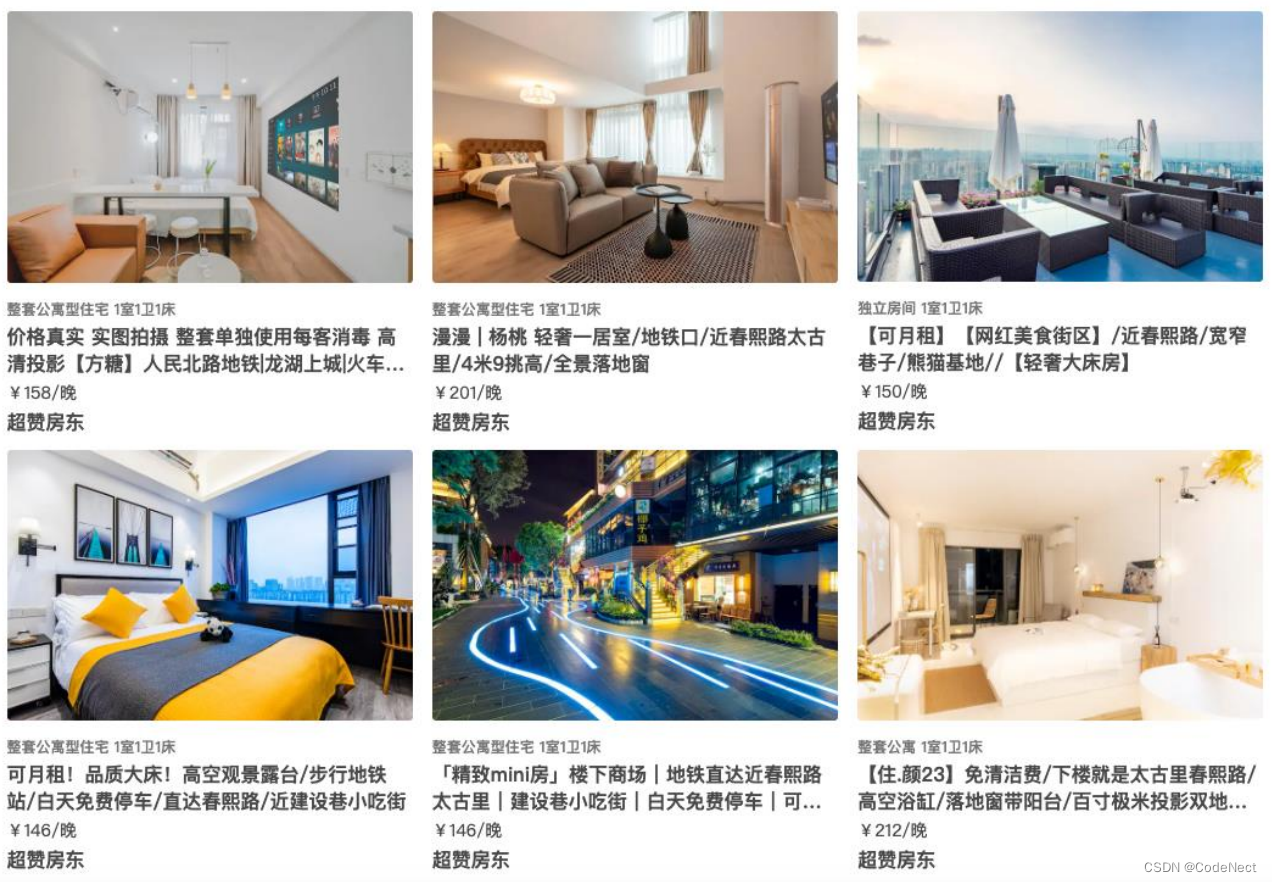 整套公寓型住宅 1室1卫1床
价格真实 实图拍摄 整套单独使用每客消毒 高
清投影【方糖】人民北路地铁|龙湖上城|火车...
￥158/晚
超赞房东
整套公寓型住宅 1室1卫1床
漫漫 | 杨桃 轻奢一居室/地铁口/近春熙路太古
里/4米9挑高/全景落地窗
￥201/晚
超赞房东
独立房间 1室1卫1床
【可月租】【网红美食街区】/近春熙路/宽窄
巷子/熊猫基地//【轻奢大床房】
￥150/晚
超赞房东
整套公寓型住宅 1室1卫1床
可月租！品质大床！高空观景露台/步行地铁
站/白天免费停车/直达春熙路/近建设巷小吃街
￥146/晚
超赞房东
椰子鸡
整套公寓型住宅 1室1卫1床
「精致mini房」楼下商场｜地铁直达近春熙路
太古里｜建设巷小吃街｜白天免费停车｜可...
￥146/晚
超赞房东
整套公寓 1室1卫1床
【住.颜23】免清洁费/下楼就是太古里春熙路/
高空浴缸/落地窗带阳台/百寸极米投影双地...
￥212/晚
超赞房东
CSDN @CodeNect